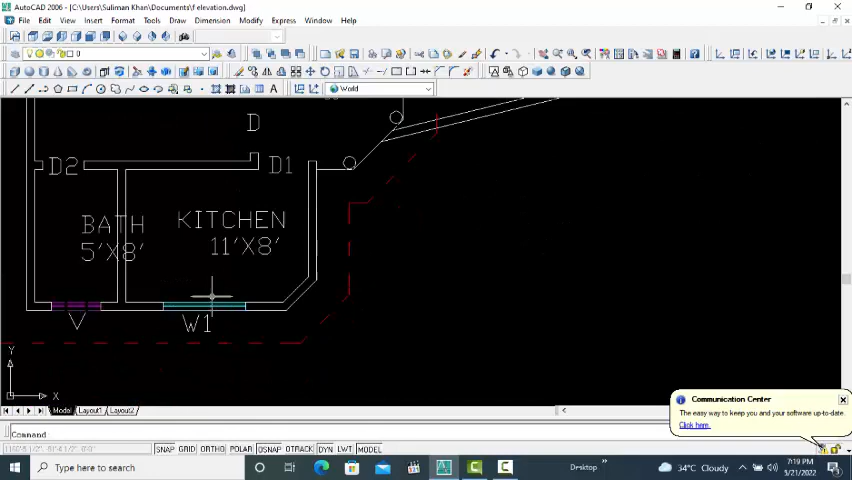 AutoCAD 2006 - [C:\Users\Suliman Khan\Documents\f elevation.dwg]
File Edit View Insert Format Tools Draw Dimension Modify Express Window Help
0
World
D
D2 D1
BATH KITCHEN
5'X8' 11'X8'
V W1
Y
X
Model Layout1 Layout2
Communication Center
The easy way to keep you and your software up-to-date.
Click here.
Command
SNAP GRID ORTHO POLAR OSNAP OTRACK DYN LWT MODEL
Type here to search
Desktop
34°C Cloudy
7:19 PM
5/21/2022